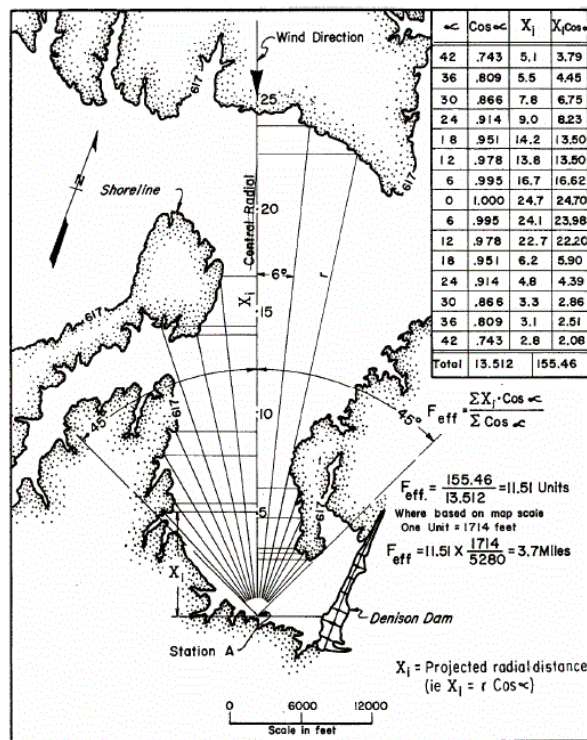 Wind Direction
617
25
N
Shoreline
Central Radial
20
Xi
6°
r
15
617
617
617
10
45°
45°
5
X
617
Station A
Denison Dam
0 6000 12000
Scale in feet
∝ Cos∝ Xi XiCos∝
42 .743 5.1 3.79
36 .809 5.5 4.45
30 .866 7.8 6.75
24 .914 9.0 8.23
18 .951 14.2 13.50
12 .978 13.8 13.50
6 .995 16.7 16.62
0 1.000 24.7 24.70
6 .995 24.1 23.98
12 .978 22.7 22.20
18 .951 6.2 5.90
24 .914 4.8 4.39
30 .866 3.3 2.86
36 .809 3.1 2.51
42 .743 2.8 2.08
Total 13.512 155.46
Feff = ΣXi·Cos∝ / Σ Cos∝
Feff. = 155.46 / 13.512 = 11.51 Units
Where based on map scale
One Unit = 1714 feet
Feff = 11.51 X 1714 / 5280 = 3.7 Miles
Xi = Projected radial distance
(ie Xi = r Cos∝)